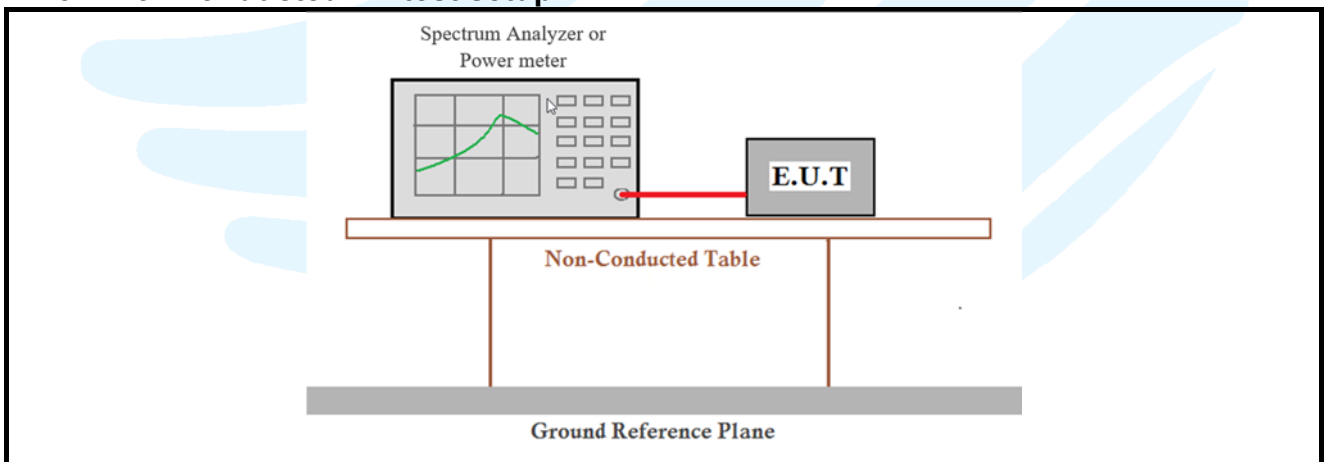 Spectrum Analyzer or
Power meter
E.U.T
Non-Conducted Table
Ground Reference Plane